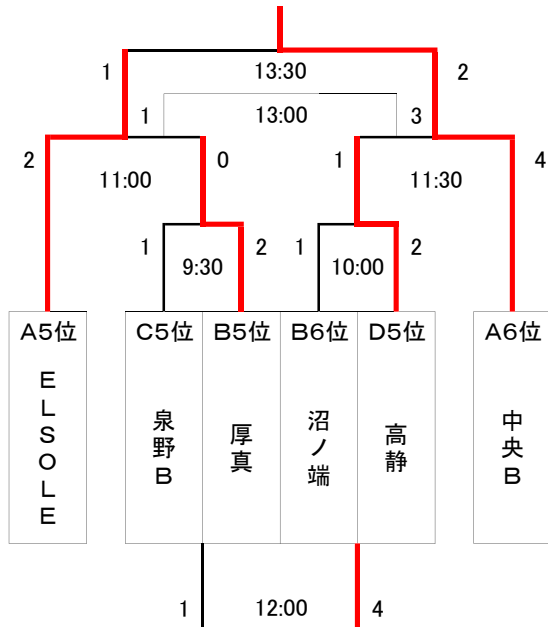 1 13:30 2
1 13:00 3
2 11:00 0 1 11:30 4
1 9:30 2 1 10:00 2
A5位 C5位 B5位 B6位 D5位 A6位
ELSOLE
泉野B
厚真
沼ノ端
高静
中央B
1 12:00 4